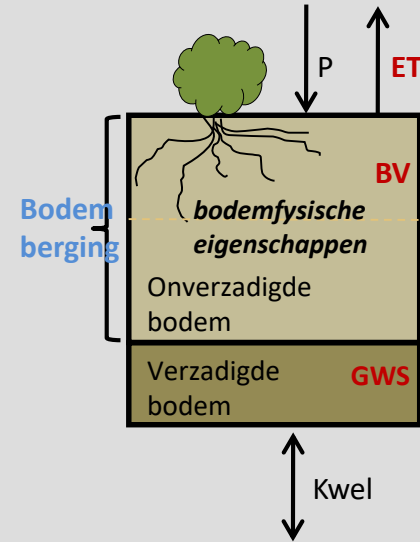 P
ET
BV
Bodem
berging
bodemfysische
eigenschappen
Onverzadigde
bodem
Verzadigde
bodem
GWS
Kwel